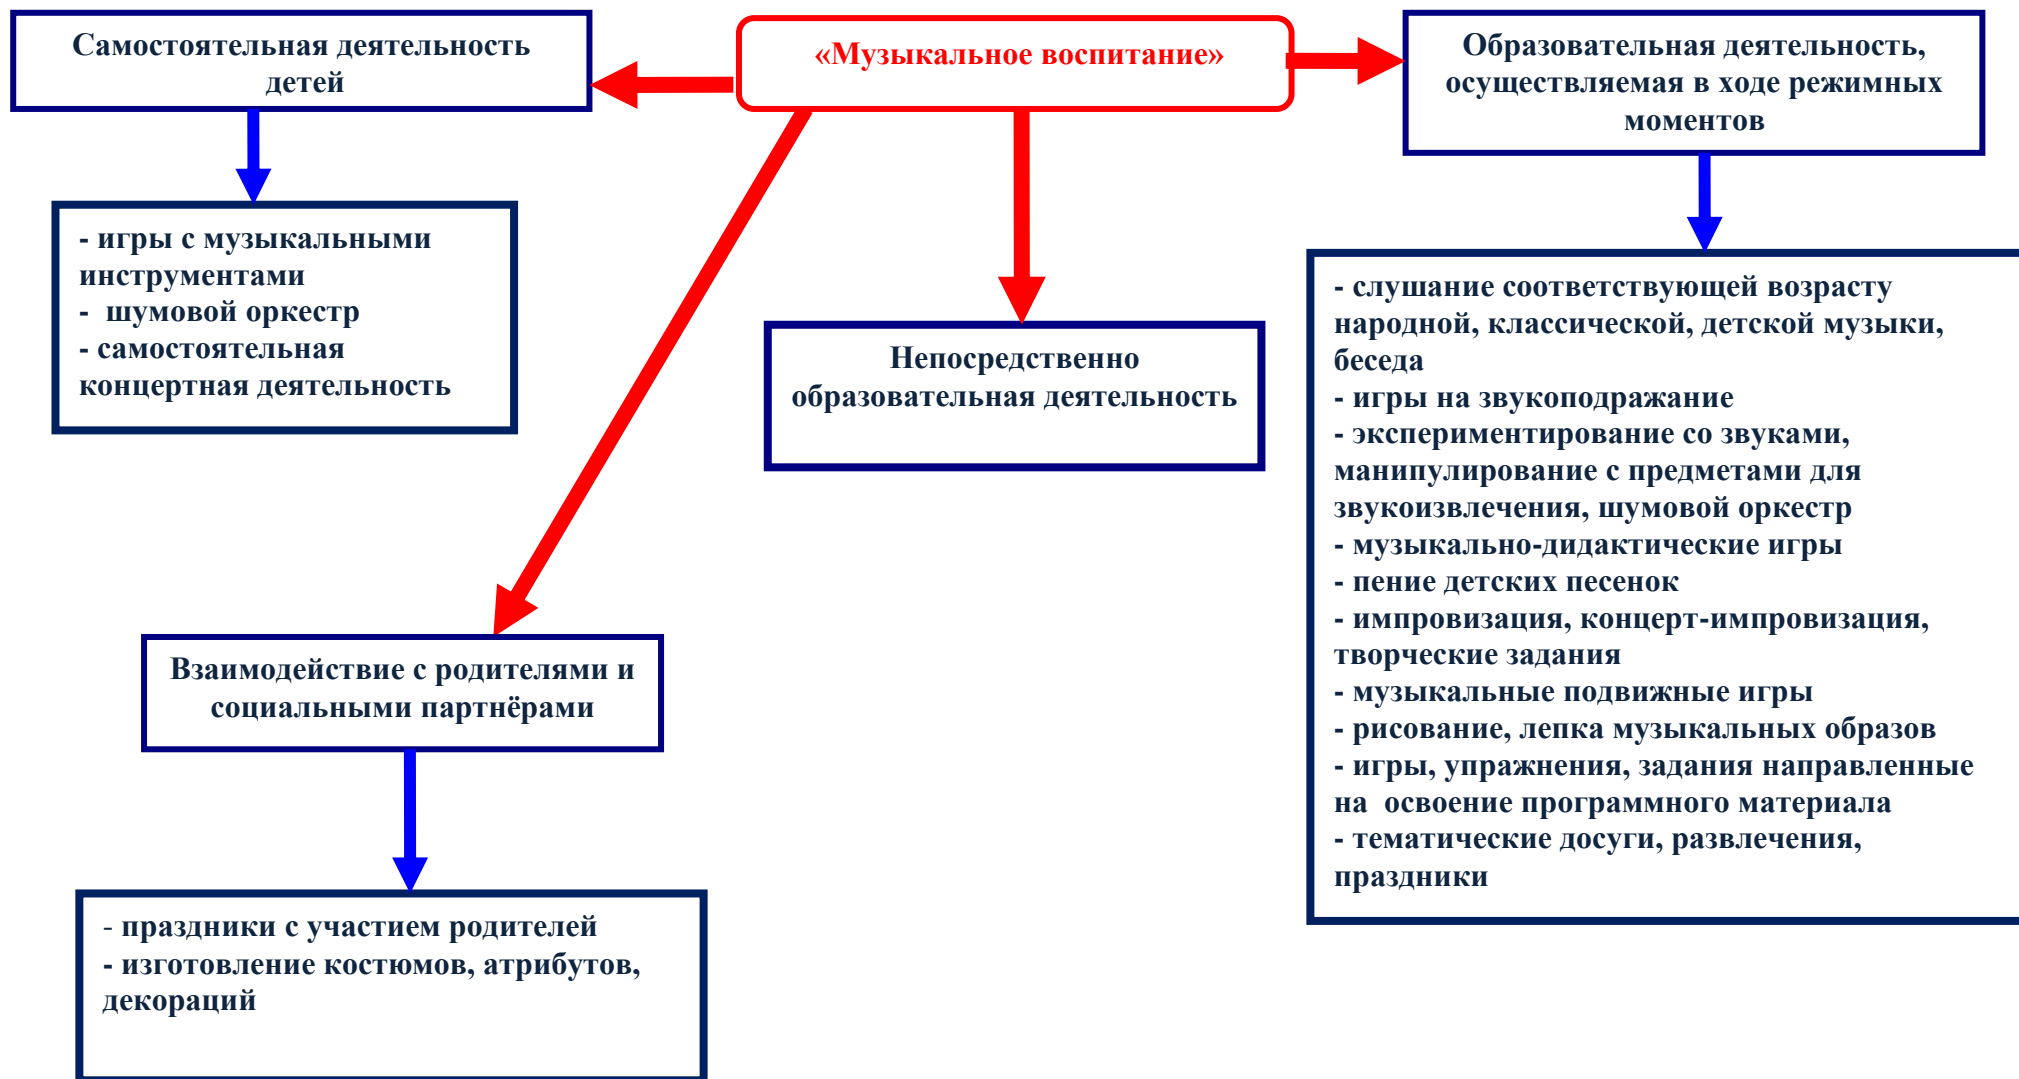 Самостоятельная деятельность
детей
«Музыкальное воспитание»
Образовательная деятельность,
осуществляемая в ходе режимных
моментов
- игры с музыкальными
инструментами
-  шумовой оркестр
- самостоятельная
концертная деятельность
Непосредственно
образовательная деятельность
- слушание соответствующей возрасту
народной, классической, детской музыки,
беседа
- игры на звукоподражание
- экспериментирование со звуками,
манипулирование с предметами для
звукоизвлечения, шумовой оркестр
- музыкально-дидактические игры
- пение детских песенок
- импровизация, концерт-импровизация,
творческие задания
- музыкальные подвижные игры
- рисование, лепка музыкальных образов
- игры, упражнения, задания направленные
на  освоение программного материала
- тематические досуги, развлечения,
праздники
Взаимодействие с родителями и
социальными партнёрами
- праздники с участием родителей
- изготовление костюмов, атрибутов,
декораций